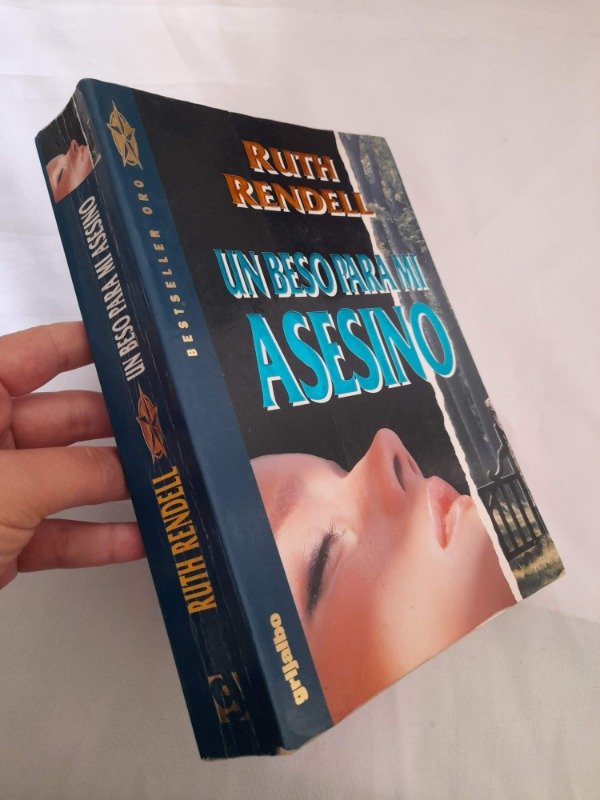 RUTH
RENDELL
UN BESO PARA MI
ASESINO
BESTSELLER ORO
grijalbo
UN BESO PARA MI ASESINO
RUTH RENDELL